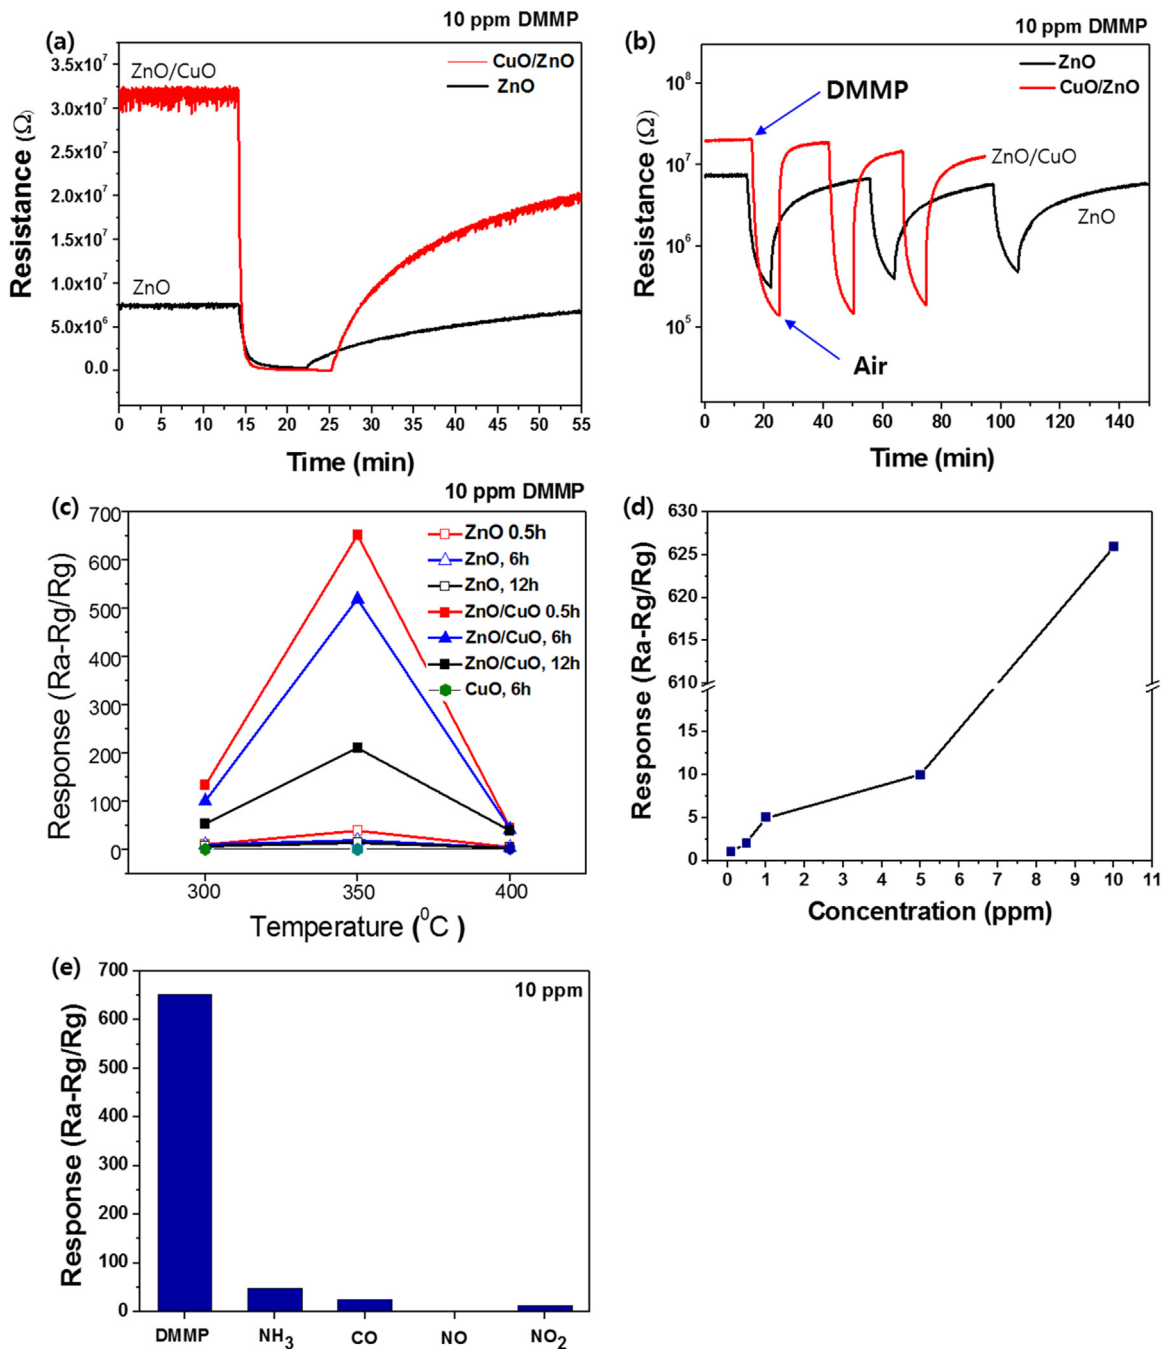 10 ppm DMMP
(a)
CuO/ZnO
ZnO
ZnO/CuO
ZnO
3.5x10⁷
3.0x10⁷
2.5x10⁷
2.0x10⁷
1.5x10⁷
1.0x10⁷
5.0x10⁶
0.0
Resistance (Ω)
0 5 10 15 20 25 30 35 40 45 50 55
Time (min)
10 ppm DMMP
(b)
ZnO
CuO/ZnO
DMMP
ZnO/CuO
ZnO
Air
10⁸
10⁷
10⁶
10⁵
Resistance (Ω)
0 20 40 60 80 100 120 140
Time (min)
10 ppm DMMP
(c)
ZnO 0.5h
ZnO, 6h
ZnO, 12h
ZnO/CuO 0.5h
ZnO/CuO, 6h
ZnO/CuO, 12h
CuO, 6h
700
600
500
400
300
200
100
0
Response (Ra-Rg/Rg)
300 350 400
Temperature (⁰C )
(d)
630
625
620
615
610
15
10
5
0
Response (Ra-Rg/Rg)
0 1 2 3 4 5 6 7 8 9 10 11
Concentration (ppm)
(e)
10 ppm
700
600
500
400
300
200
100
0
Response (Ra-Rg/Rg)
DMMP NH₃ CO NO NO₂